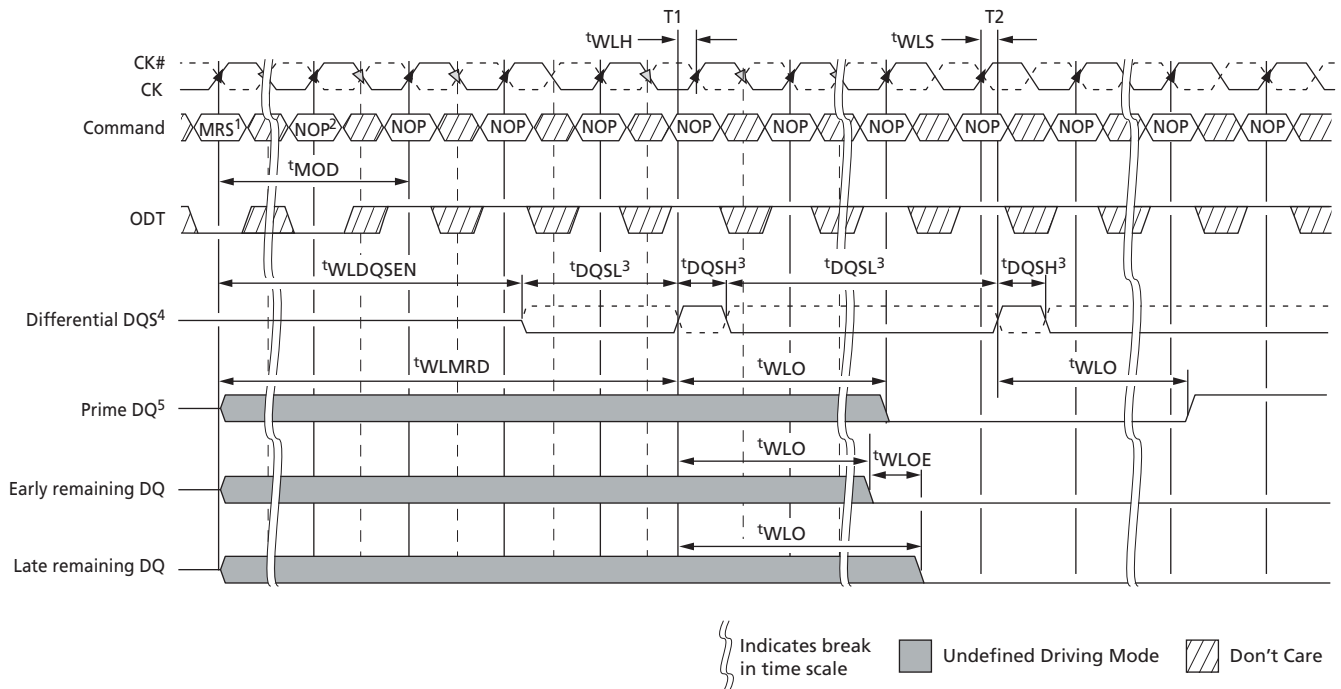 T1
T2
tWLH
tWLS
CK#
CK
Command
MRS1
NOP2
NOP
NOP
NOP
NOP
NOP
NOP
NOP
NOP
NOP
NOP
tMOD
ODT
tWLDQSEN
tDQSL3
tDQSH3
tDQSL3
tDQSH3
Differential DQS4
tWLMRD
tWLO
tWLO
Prime DQ5
tWLO
tWLOE
Early remaining DQ
tWLO
Late remaining DQ
Indicates break
in time scale
Undefined Driving Mode
Don't Care